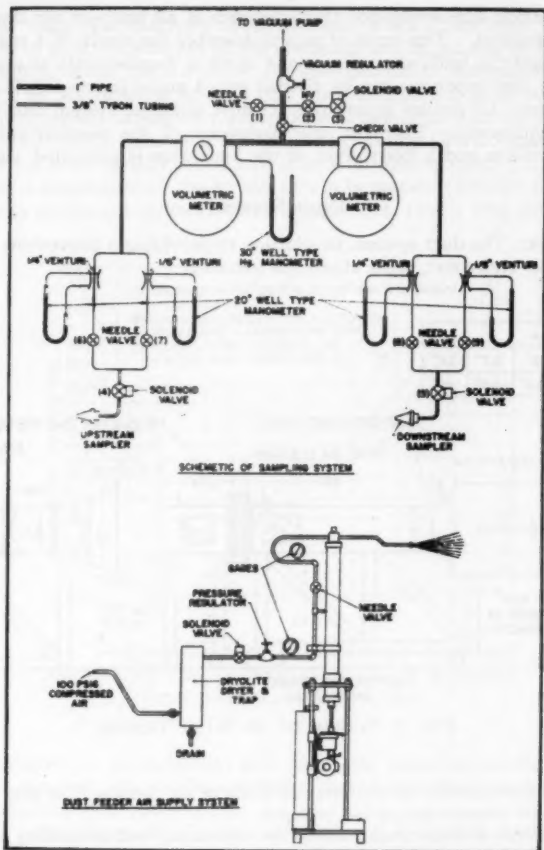 TO VACUUM PUMP
VACUUM REGULATOR
1" PIPE
3/8" TYGON TUBING
NEEDLE VALVE
SOLENOID VALVE
(1)
(2)
(3)
CHECK VALVE
VOLUMETRIC METER
VOLUMETRIC METER
30" WELL TYPE Hg. MANOMETER
1/4" VENTURI
1/8" VENTURI
1/4" VENTURI
1/8" VENTURI
20" WELL TYPE MANOMETER
(6)
NEEDLE VALVE
(7)
(8)
NEEDLE VALVE
(9)
(4)
SOLENOID VALVE
(5)
SOLENOID VALVE
UPSTREAM SAMPLER
DOWNSTREAM SAMPLER
SCHEMETIC OF SAMPLING SYSTEM
GAGES
PRESSURE REGULATOR
NEEDLE VALVE
SOLENOID VALVE
100 PSIG COMPRESSED AIR
DRYOLITE DRYER & TRAP
DRAIN
DUST FEEDER AIR SUPPLY SYSTEM